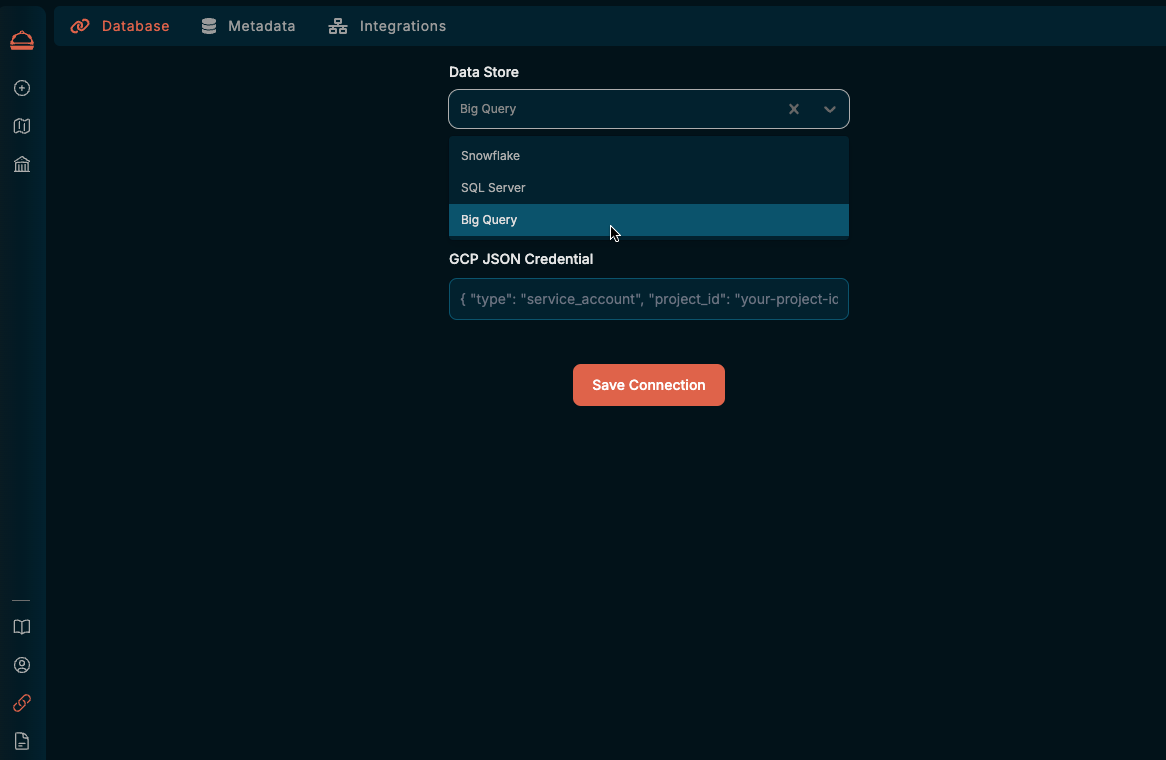 Database Metadata Integrations
Data Store
Big Query
Snowflake
SQL Server
Big Query
GCP JSON Credential
{ "type": "service_account", "project_id": "your-project-ic
Save Connection